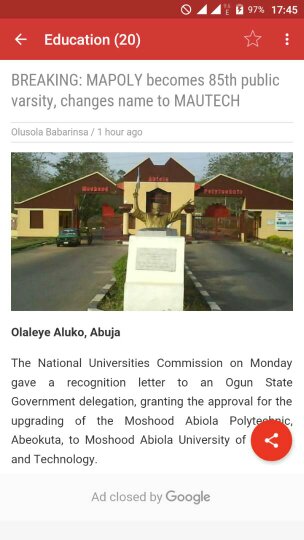 97% 17:45
Education (20)
BREAKING: MAPOLY becomes 85th public
varsity, changes name to MAUTECH
Olusola Babarinsa / 1 hour ago
Moshood Abiola Polytechnic
Olaleye Aluko, Abuja
The National Universities Commission on Monday
gave a recognition letter to an Ogun State
Government delegation, granting the approval for the
upgrading of the Moshood Abiola Polytechnic,
Abeokuta, to Moshood Abiola University of
and Technology.
Ad closed by Google